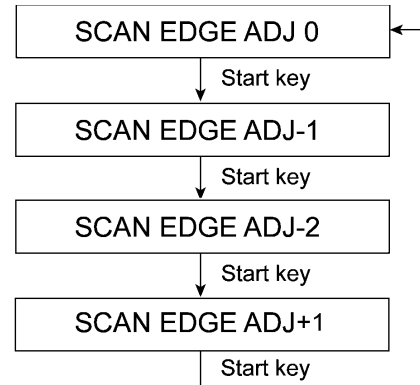 SCAN EDGE ADJ 0
Start key
SCAN EDGE ADJ-1
Start key
SCAN EDGE ADJ-2
Start key
SCAN EDGE ADJ+1
Start key